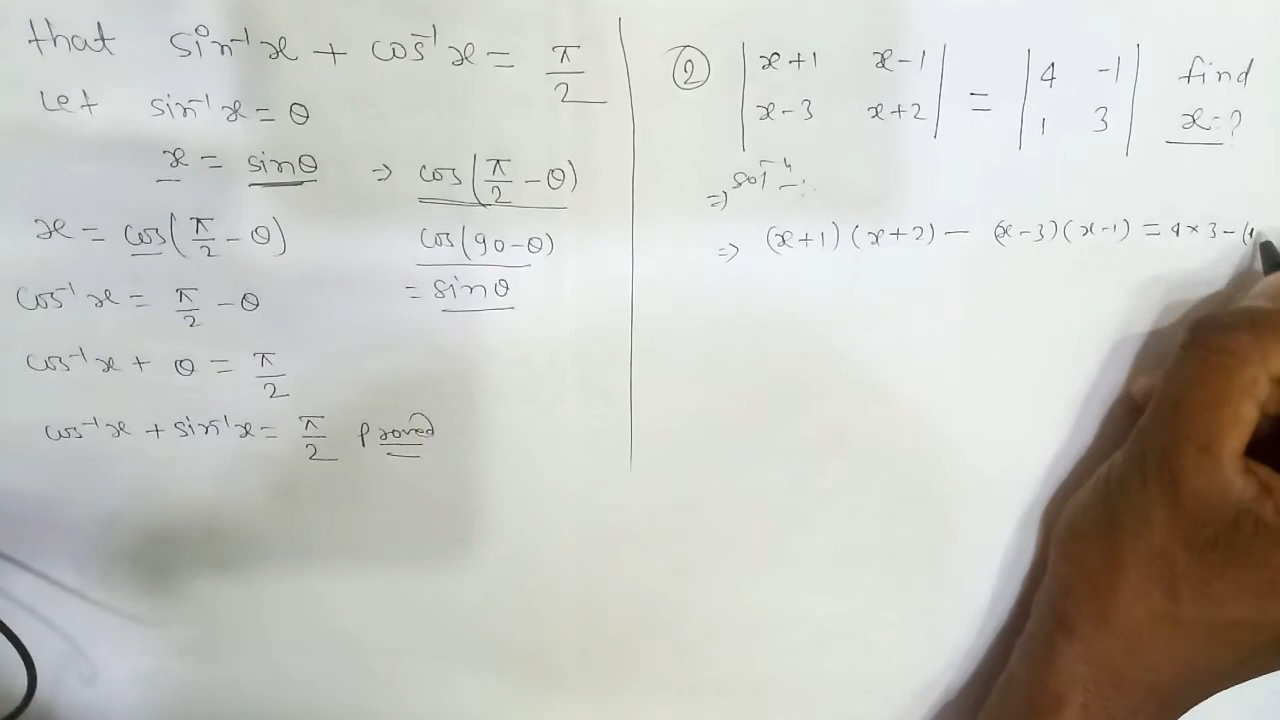 that sin⁻¹x + cos⁻¹x = π/2
Let sin⁻¹x = θ
x = sinθ ⇒ cos(π/2 − θ)
x = cos(π/2 − θ) cos(90−θ)
= sinθ
cos⁻¹x = π/2 − θ
cos⁻¹x + θ = π/2
cos⁻¹x + sin⁻¹x = π/2 proved
② | x+1 x−1 | = | 4 −1 | find
| x−3 x+2 | | 1 3 | x=?
⇒ solⁿ −:
⇒ (x+1)(x+2) − (x−3)(x−1) = 4×3−(